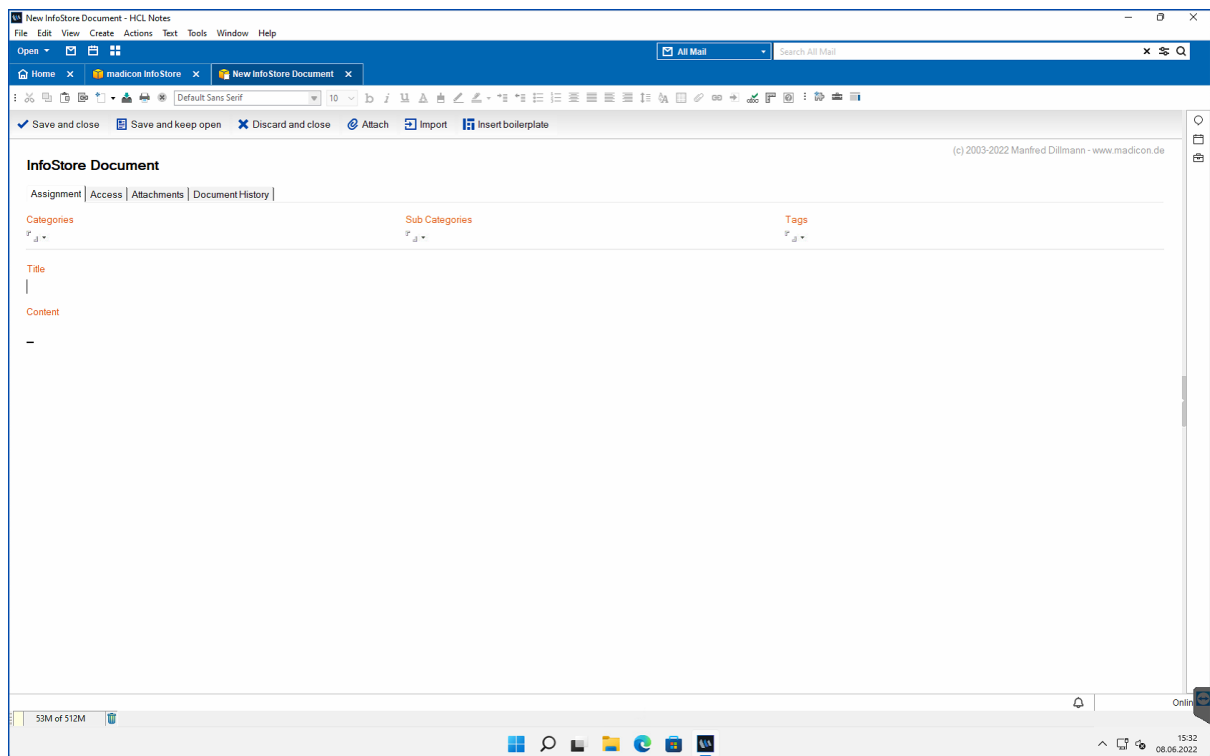 New InfoStore Document - HCL Notes
File Edit View Create Actions Text Tools Window Help
Open All Mail Search All Mail
Home madicon InfoStore New InfoStore Document
Default Sans Serif 10
Save and close Save and keep open Discard and close Attach Import Insert boilerplate
(c) 2003-2022 Manfred Dillmann - www.madicon.de
InfoStore Document
Assignment Access Attachments Document History
Categories Sub Categories Tags
Title
Content
Onlin
53M of 512M
15:32
08.06.2022